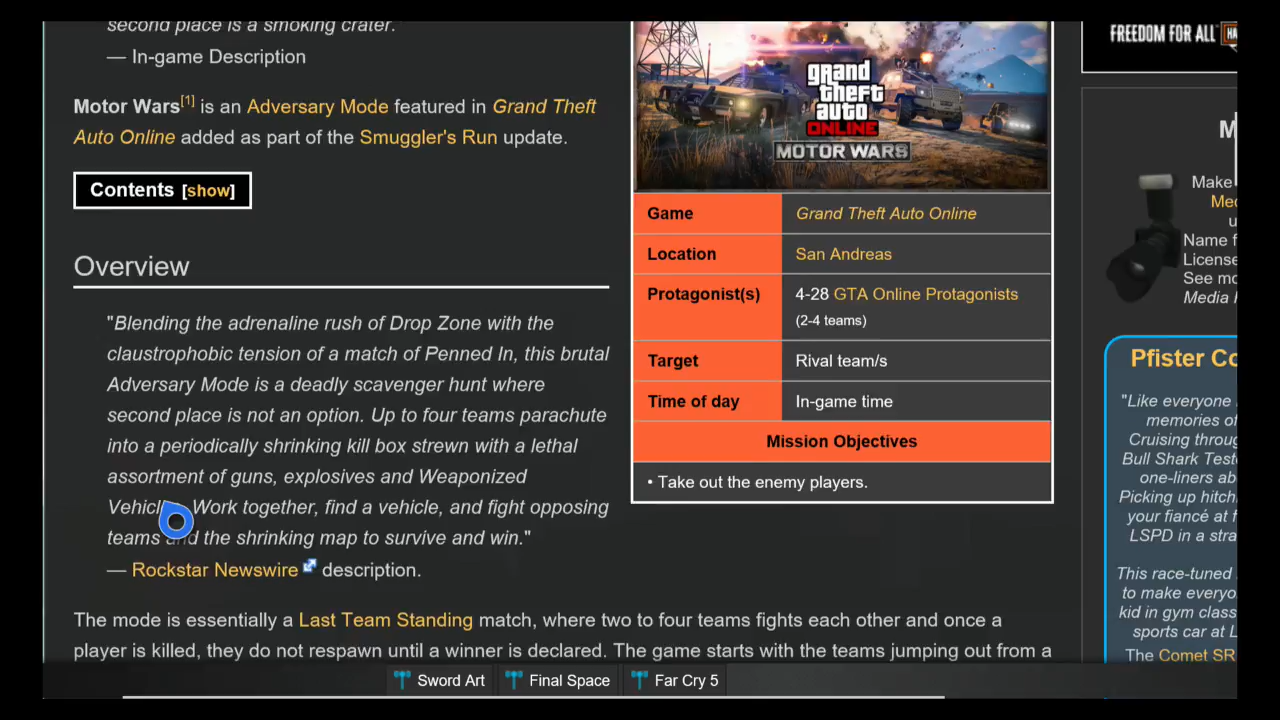 second place is a smoking crater."
— In-game Description
Motor Wars[1] is an Adversary Mode featured in Grand Theft
Auto Online added as part of the Smuggler's Run update.
Contents [show]
Overview
"Blending the adrenaline rush of Drop Zone with the
claustrophobic tension of a match of Penned In, this brutal
Adversary Mode is a deadly scavenger hunt where
second place is not an option. Up to four teams parachute
into a periodically shrinking kill box strewn with a lethal
assortment of guns, explosives and Weaponized
Work together, find a vehicle, and fight opposing
teams and the shrinking map to survive and win."
— Rockstar Newswire description.
The mode is essentially a Last Team Standing match, where two to four teams fights each other and once a
player is killed, they do not respawn until a winner is declared. The game starts with the teams jumping out from a
grand
theft
auto
ONLINE
MOTOR WARS
Game Grand Theft Auto Online
Location San Andreas
Protagonist(s) 4-28 GTA Online Protagonists
(2-4 teams)
Target Rival team/s
Time of day In-game time
Mission Objectives
• Take out the enemy players.
FREEDOM FOR ALL
M
Make
Me
u
Name f
License
See mo
Media
Pfister Co
"Like everyone
memories of
Cruising throug
Bull Shark Test
one-liners ab
Picking up hitch
your fiancé at f
LSPD in a stra
This race-tuned
to make everyo
kid in gym class
sports car at L
The Comet SR
Sword Art Final Space Far Cry 5